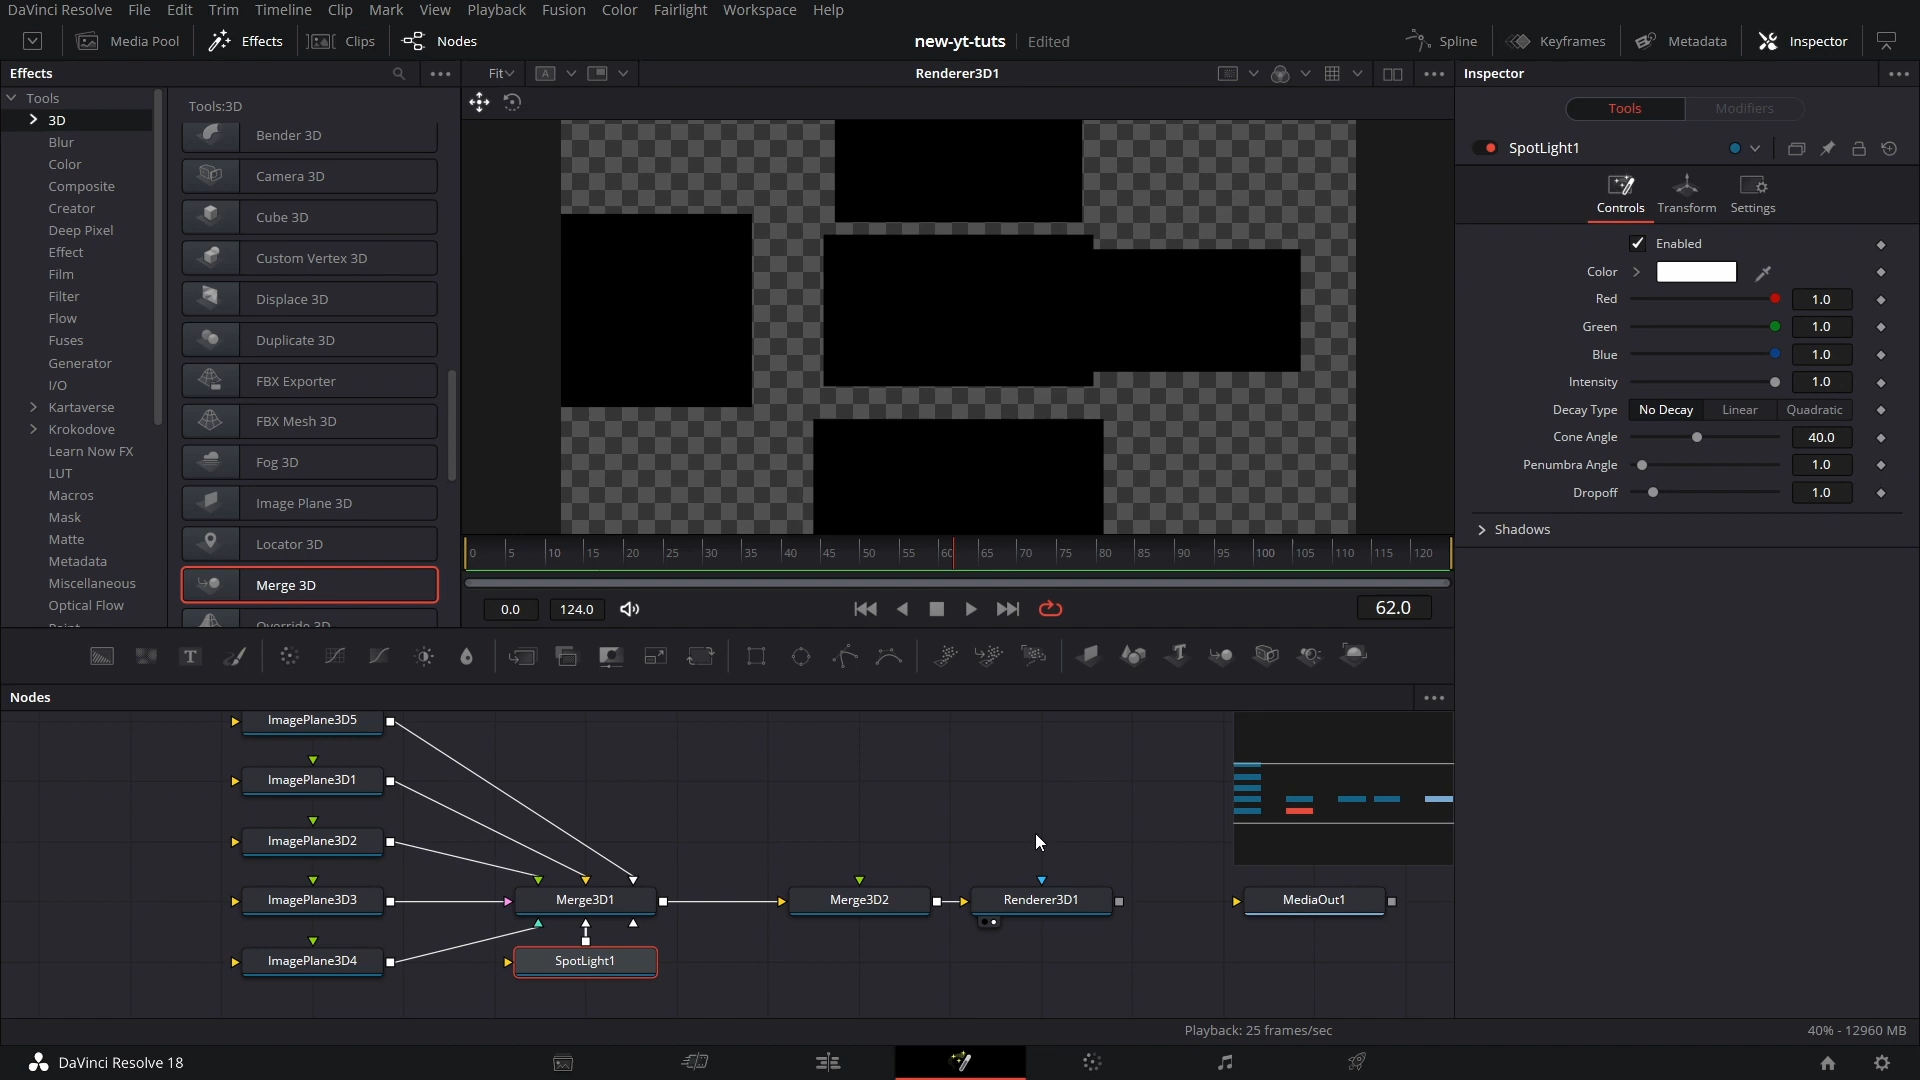 DaVinci Resolve File Edit Trim Timeline Clip Mark View Playback Fusion Color Fairlight Workspace Help
Media Pool Effects Clips Nodes new-yt-tuts Edited Spline Keyframes Metadata Inspector
Effects Fit A Renderer3D1 Inspector
Tools
3D
Blur
Color
Composite
Creator
Deep Pixel
Effect
Film
Filter
Flow
Fuses
Generator
I/O
Kartaverse
Krokodove
Learn Now FX
LUT
Macros
Mask
Matte
Metadata
Miscellaneous
Optical Flow
Tools:3D
Bender 3D
Camera 3D
Cube 3D
Custom Vertex 3D
Displace 3D
Duplicate 3D
FBX Exporter
FBX Mesh 3D
Fog 3D
Image Plane 3D
Locator 3D
Merge 3D
Override 3D
0 5 10 15 20 25 30 35 40 45 50 55 60 65 70 75 80 85 90 95 100 105 110 115 120
0.0 124.0 62.0
Tools Modifiers
SpotLight1
Controls Transform Settings
Enabled
Color
Red 1.0
Green 1.0
Blue 1.0
Intensity 1.0
Decay Type No Decay Linear Quadratic
Cone Angle 40.0
Penumbra Angle 1.0
Dropoff 1.0
Shadows
T T
Nodes
ImagePlane3D5
ImagePlane3D1
ImagePlane3D2
ImagePlane3D3 Merge3D1 Merge3D2 Renderer3D1 MediaOut1
ImagePlane3D4 SpotLight1
Playback: 25 frames/sec 40% - 12960 MB
DaVinci Resolve 18